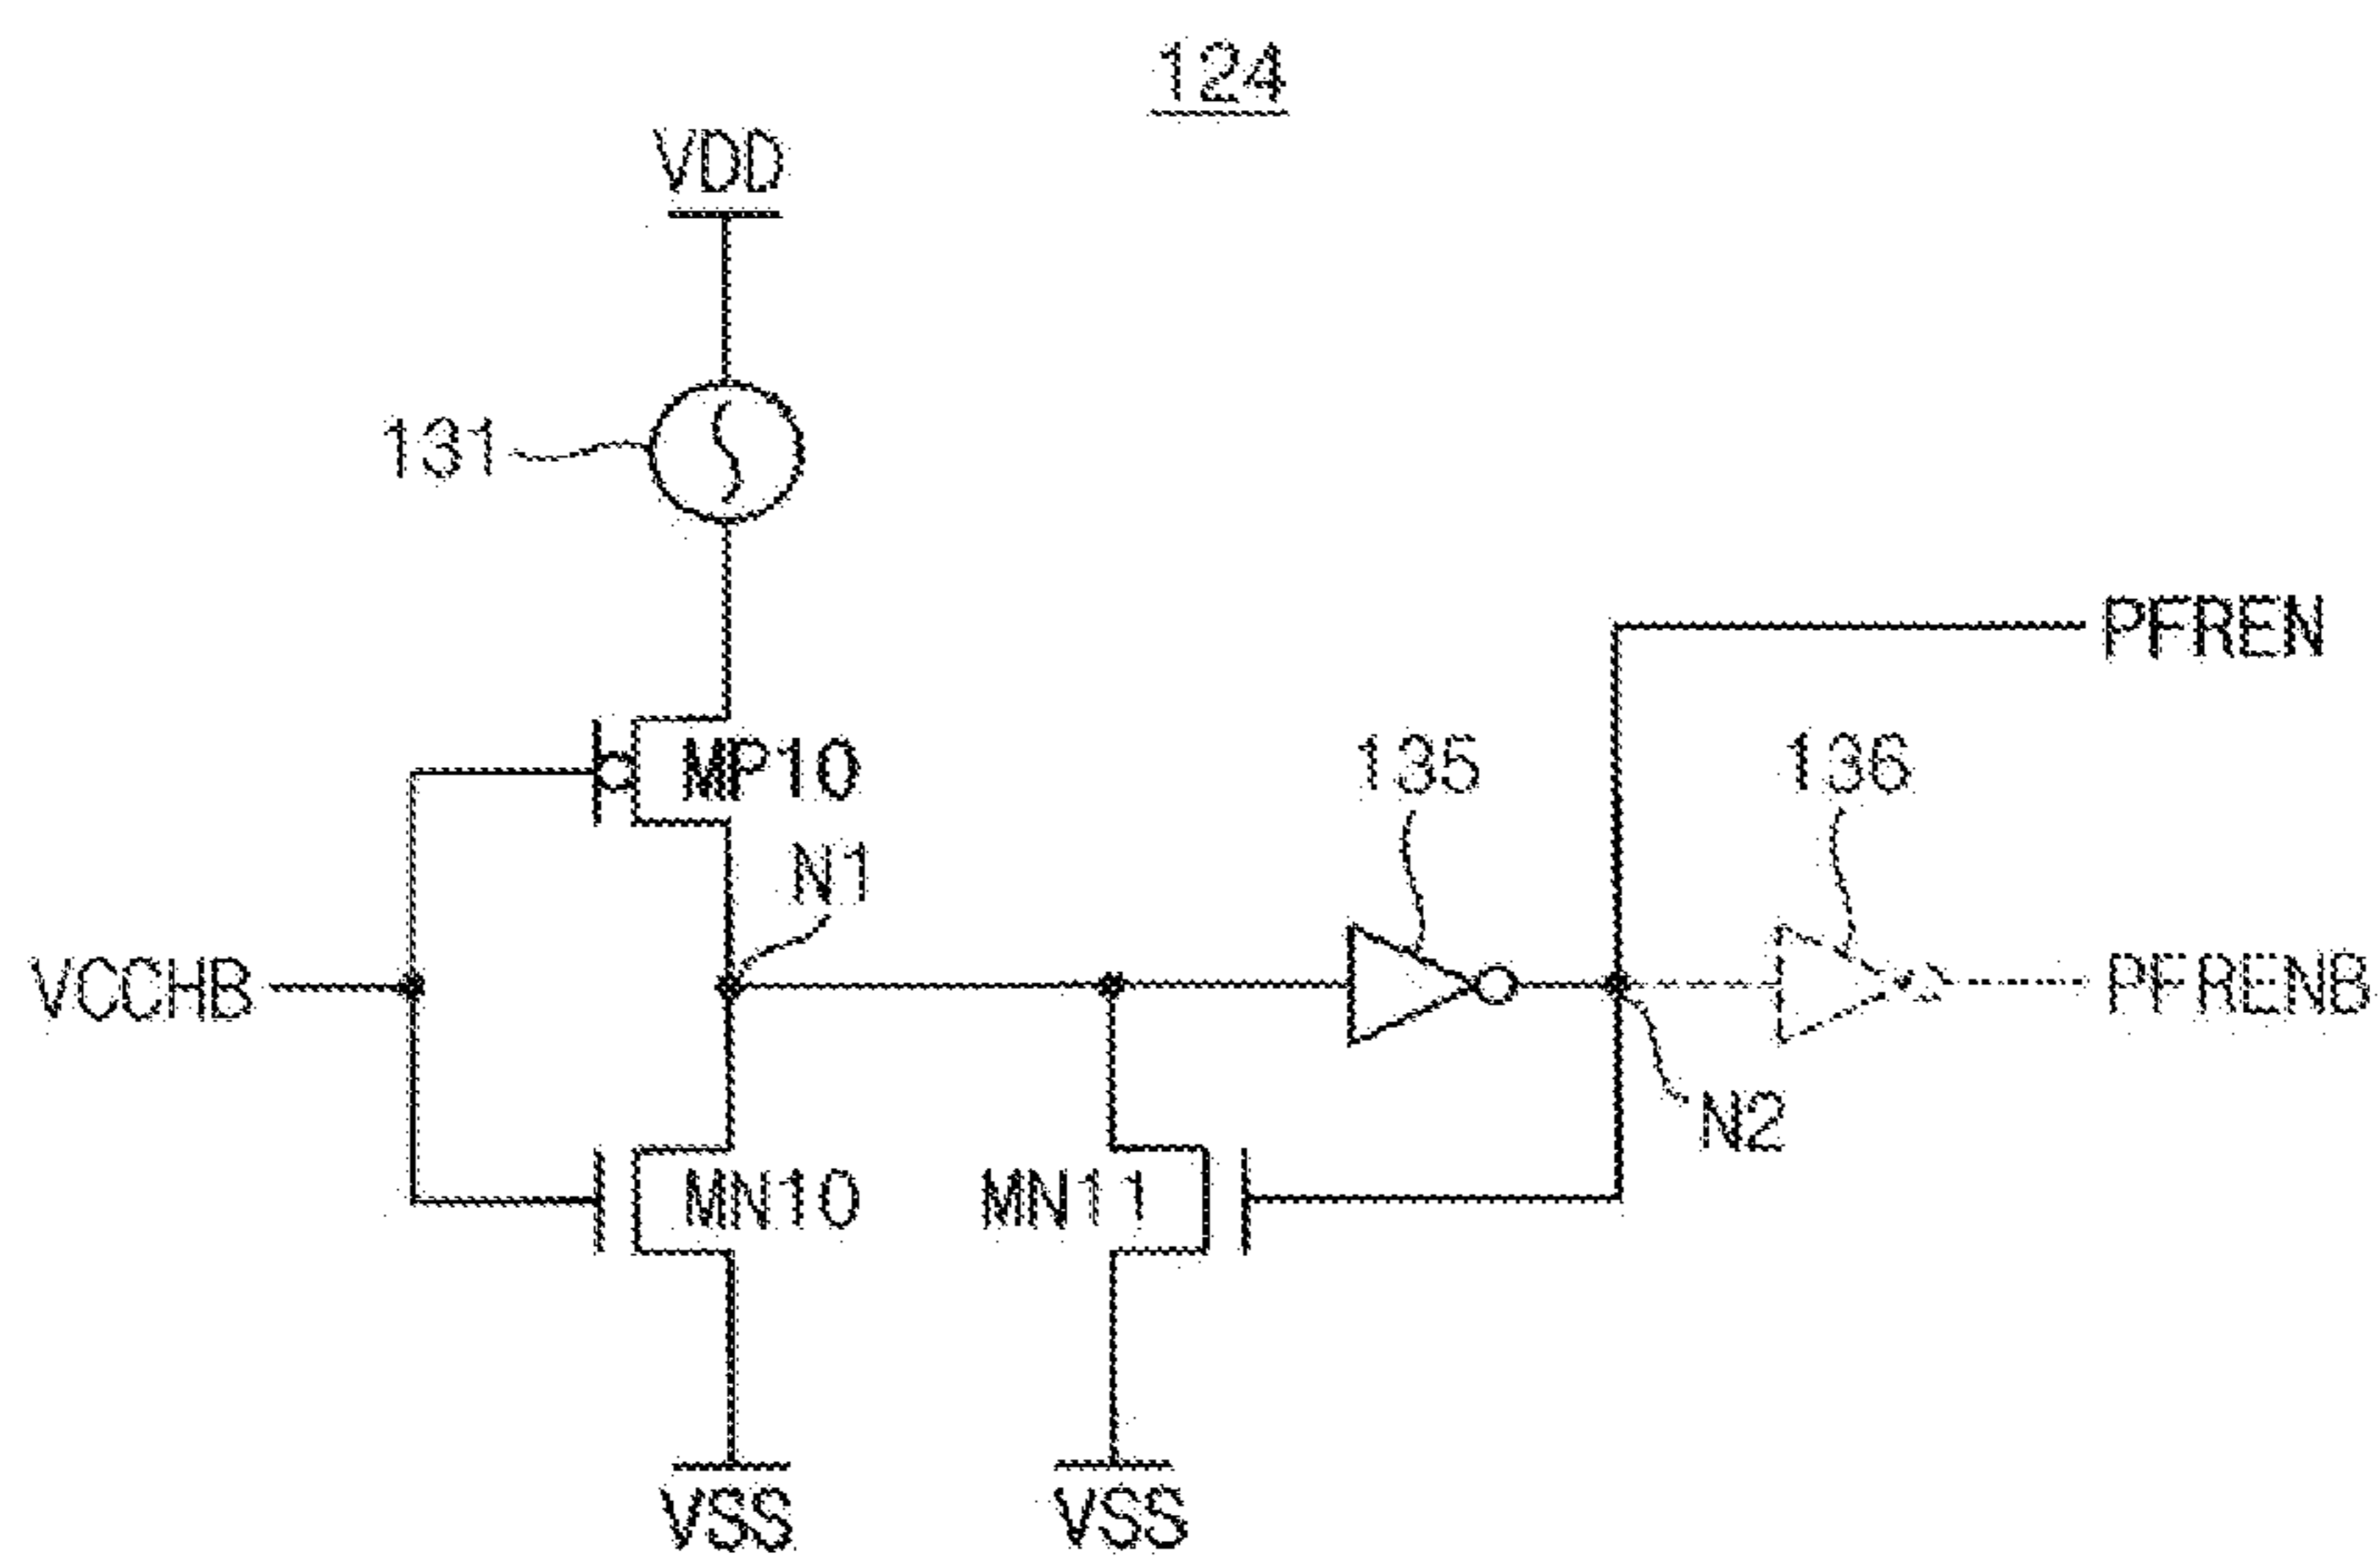 124
VDD
131
PFREN
MP10
135
136
N1
VCCHB
PFRENB
N2
MN10
MN11
VSS
VSS